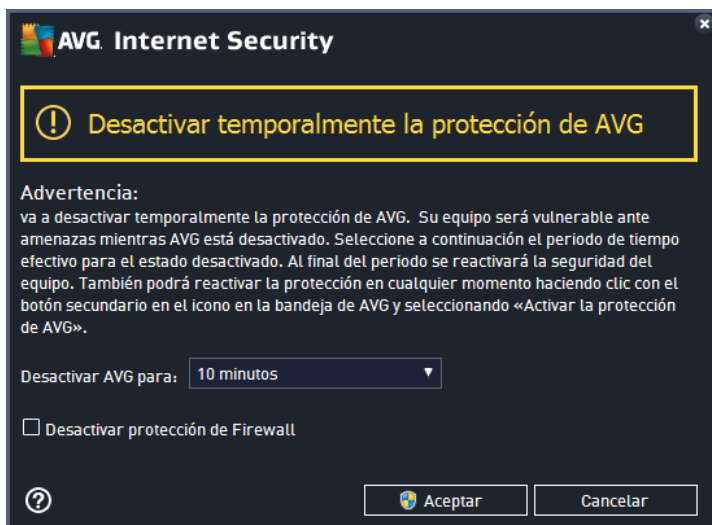 AVG. Internet Security
Desactivar temporalmente la protección de AVG
Advertencia:
va a desactivar temporalmente la protección de AVG. Su equipo será vulnerable ante
amenazas mientras AVG está desactivado. Seleccione a continuación el periodo de tiempo
efectivo para el estado desactivado. Al final del periodo se reactivará la seguridad del
equipo. También podrá reactivar la protección en cualquier momento haciendo clic con el
botón secundario en el icono en la bandeja de AVG y seleccionando «Activar la protección
de AVG».
Desactivar AVG para: 10 minutos
Desactivar protección de Firewall
Aceptar Cancelar